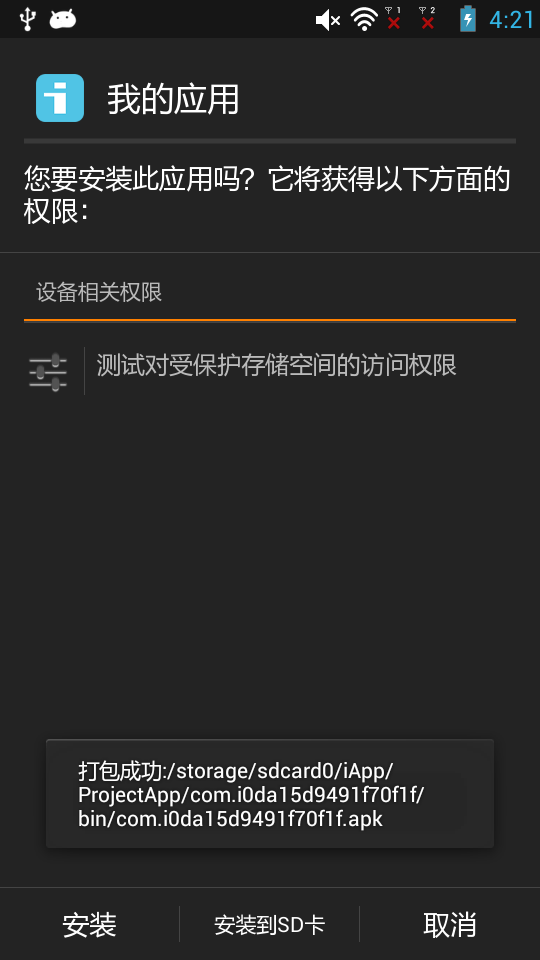 1
2
4:21
我的应用
您要安装此应用吗？它将获得以下方面的
权限：
设备相关权限
测试对受保护存储空间的访问权限
打包成功:/storage/sdcard0/iApp/
ProjectApp/com.i0da15d9491f70f1f/
bin/com.i0da15d9491f70f1f.apk
安装
安装到SD卡
取消